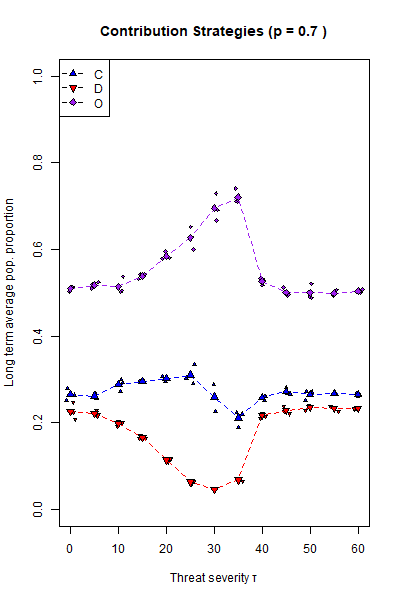 Contribution Strategies (p = 0.7 )
C
D
O
Long term average pop. proportion
1.0
0.8
0.6
0.4
0.2
0.0
0 10 20 30 40 50 60
Threat severity τ